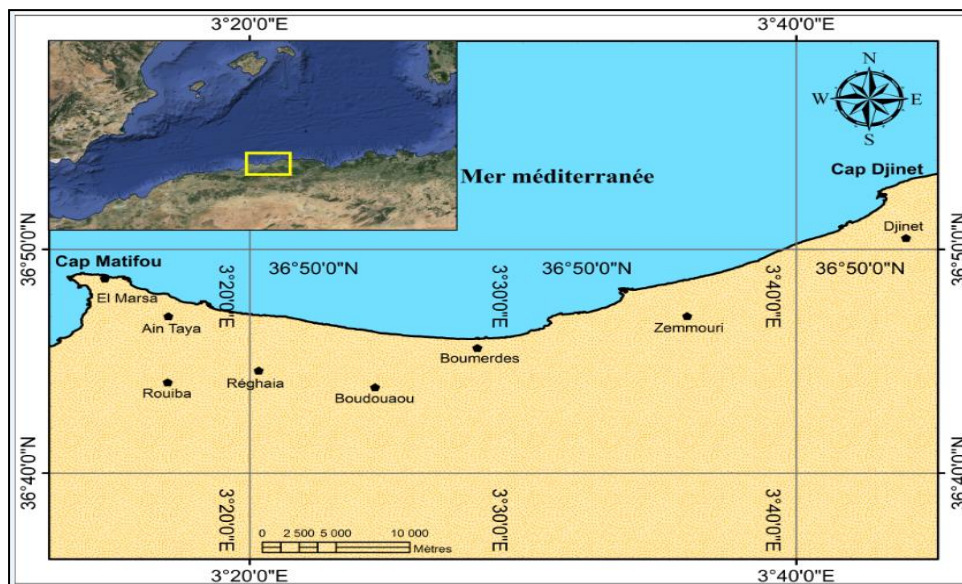 3°20'0"E
3°40'0"E
N
W
E
S
Mer méditerranée
Cap Djinet
Djinet
36°50'0"N
Cap Matifou
36°50'0"N
36°50'0"N
36°50'0"N
36°50'0"N
El Marsa
3°20'0"E
3°30'0"E
3°40'0"E
Ain Taya
Zemmouri
Boumerdes
Rouiba
Réghaia
Boudouaou
36°40'0"N
36°40'0"N
3°20'0"E
3°30'0"E
3°40'0"E
0 2 500 5 000 10 000
Mètres
3°20'0"E
3°40'0"E